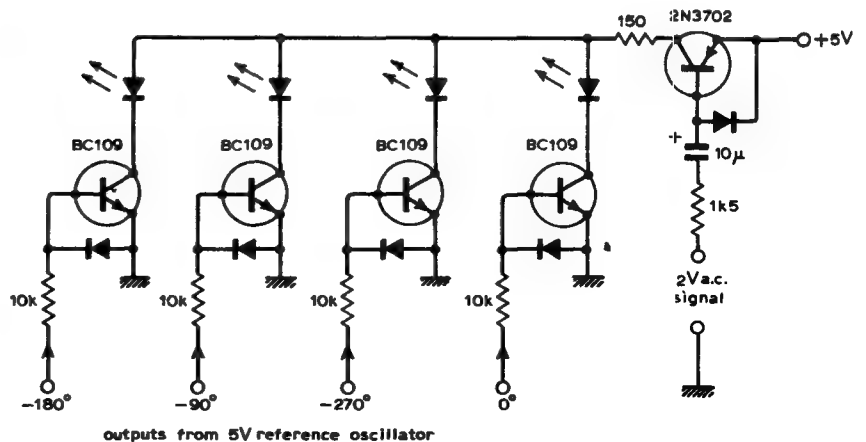 150
2N3702
+5V
BC109
BC109
BC109
BC109
+
10μ
1k5
10k
10k
10k
10k
2V a.c.
signal
-180°
-90°
-270°
0°
outputs from 5V reference oscillator